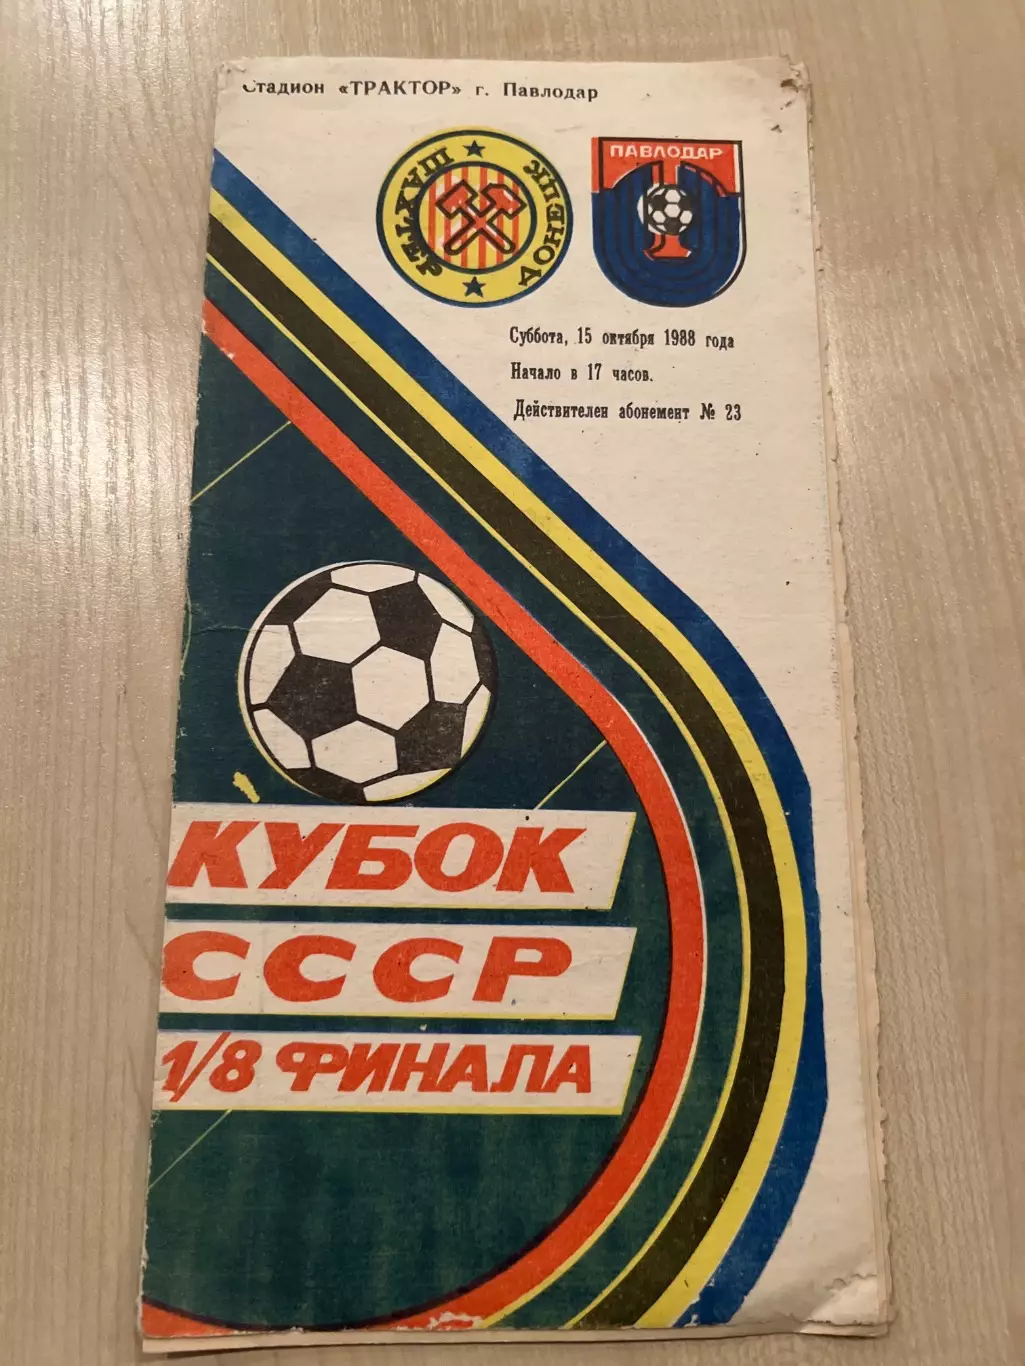 Стадион «ТРАКТОР» г. Павлодар
ШАХТЕР
ДОНЕЦК
ПАВЛОДАР
1
Суббота, 15 октября 1988 года
Начало в 17 часов.
Действителен абонемент № 23
КУБОК
СССР
1/8 ФИНАЛА